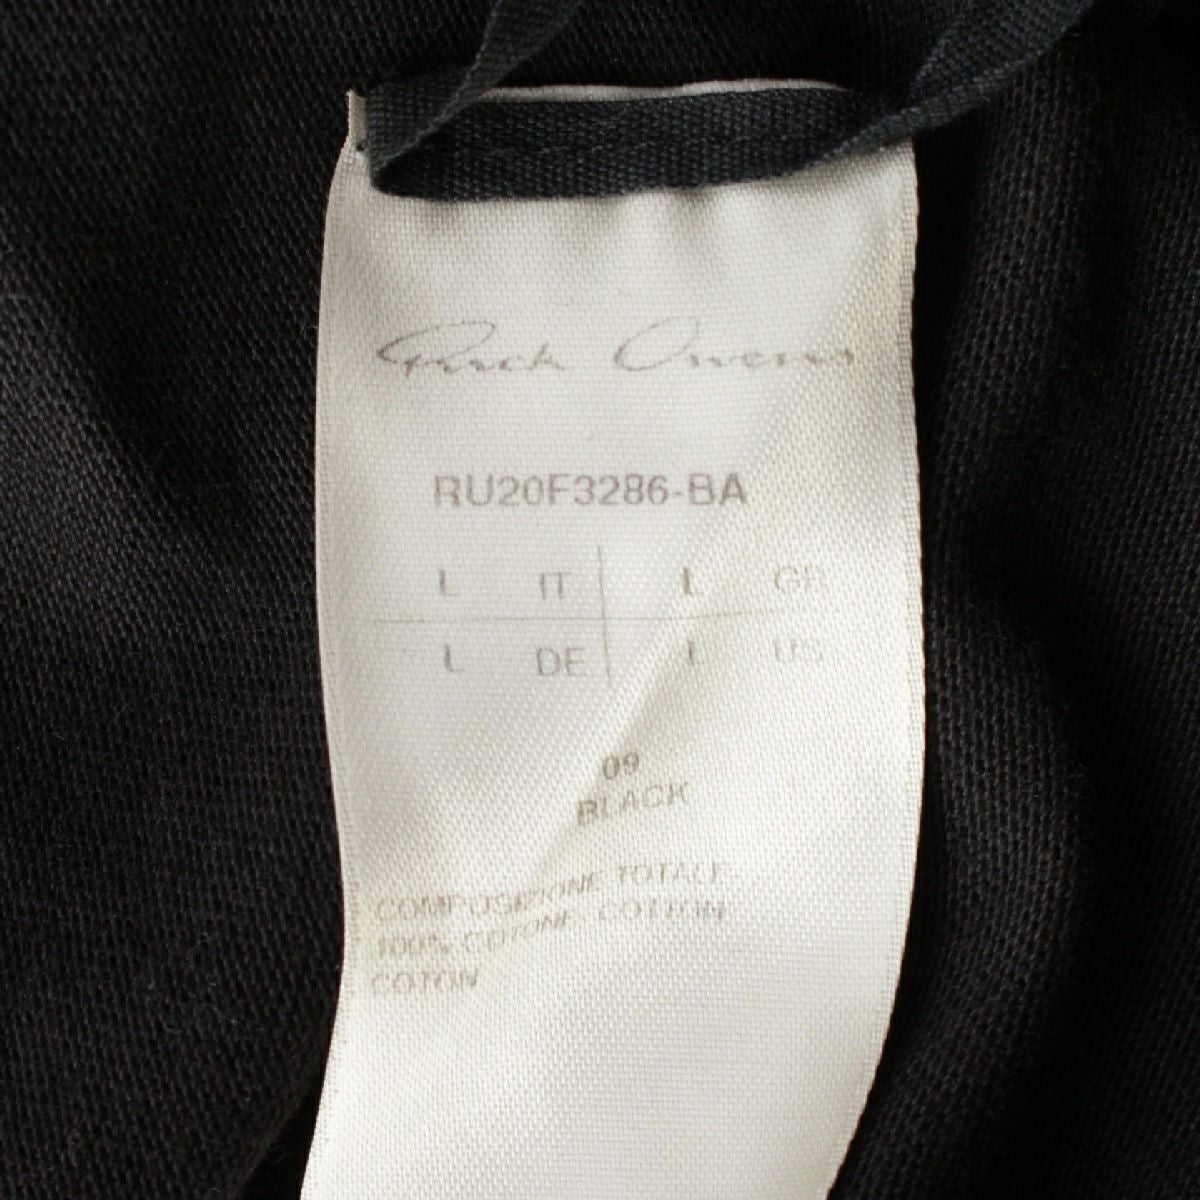 Rick Owens
RU20F3286-BA
L IT L GB
L DE L US
09
BLACK
COMPOSIZIONE TOTALE
100% COTONE COTTON
COTON